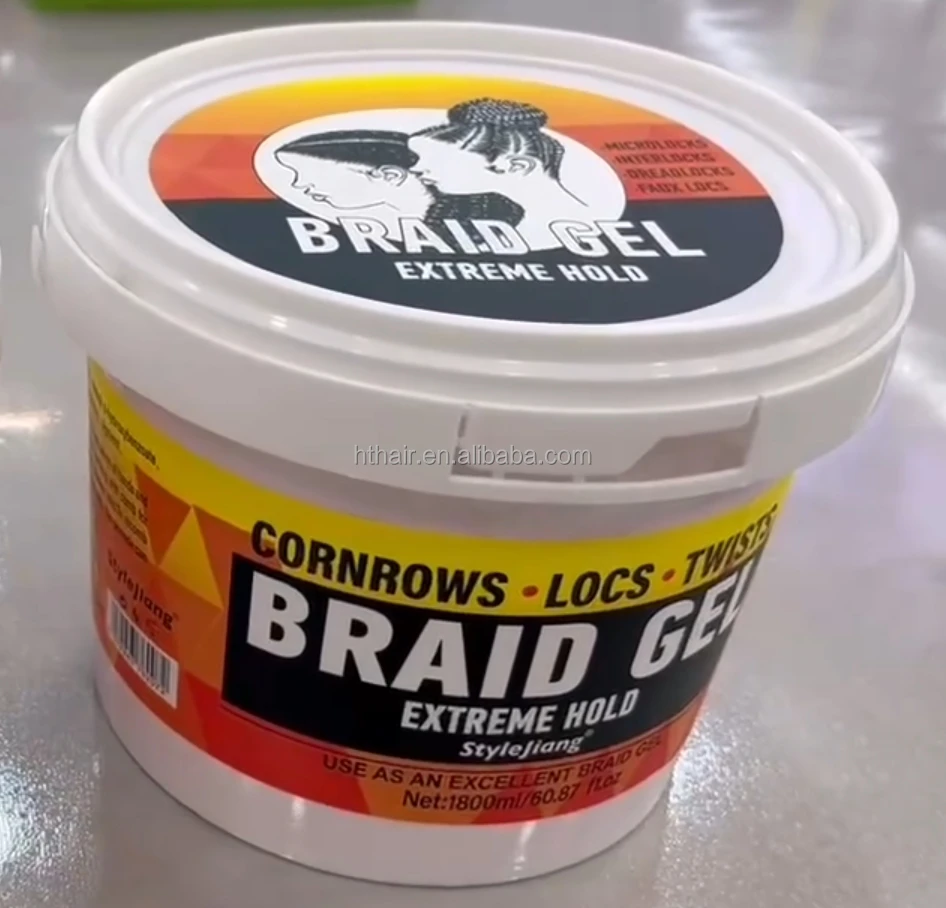 ·MICROLOCKS
·INTERLOCKS
·DREADLOCKS
·FAUX LOCS
BRAID GEL
EXTREME HOLD
hthair.en.alibaba.com
CORNROWS • LOCS • TWISTS
BRAID GEL
EXTREME HOLD
StyleJiang®
USE AS AN EXCELLENT BRAID GEL
Net:1800ml/60.87 fl.oz
StyleJiang®